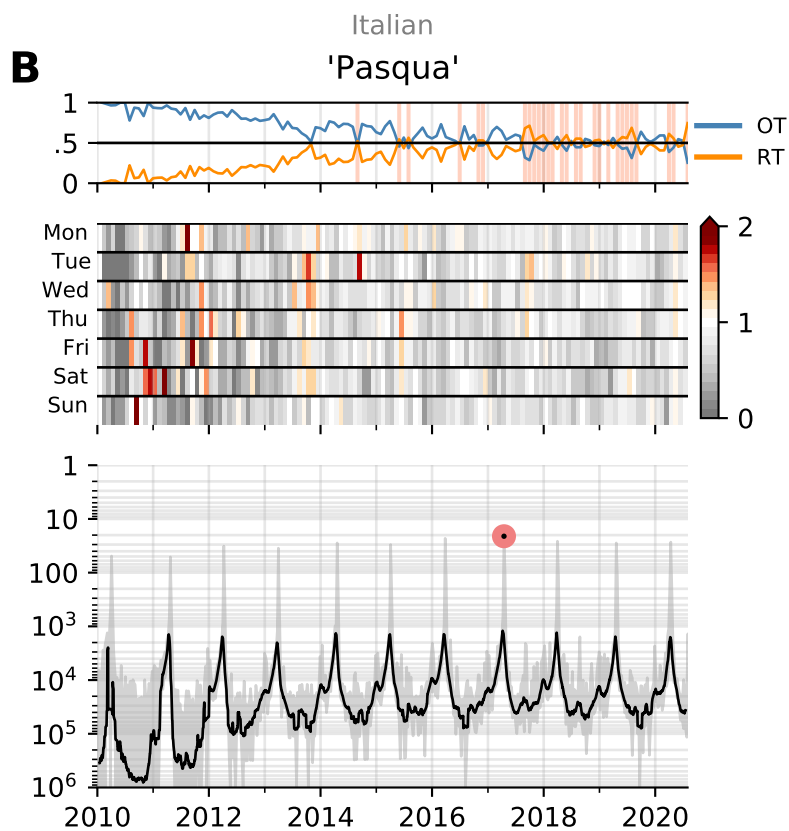 Italian
B
'Pasqua'
1
.5
0
OT
RT
Mon
Tue
Wed
Thu
Fri
Sat
Sun
2
1
0
1
10
100
10³
10⁴
10⁵
10⁶
2010 2012 2014 2016 2018 2020